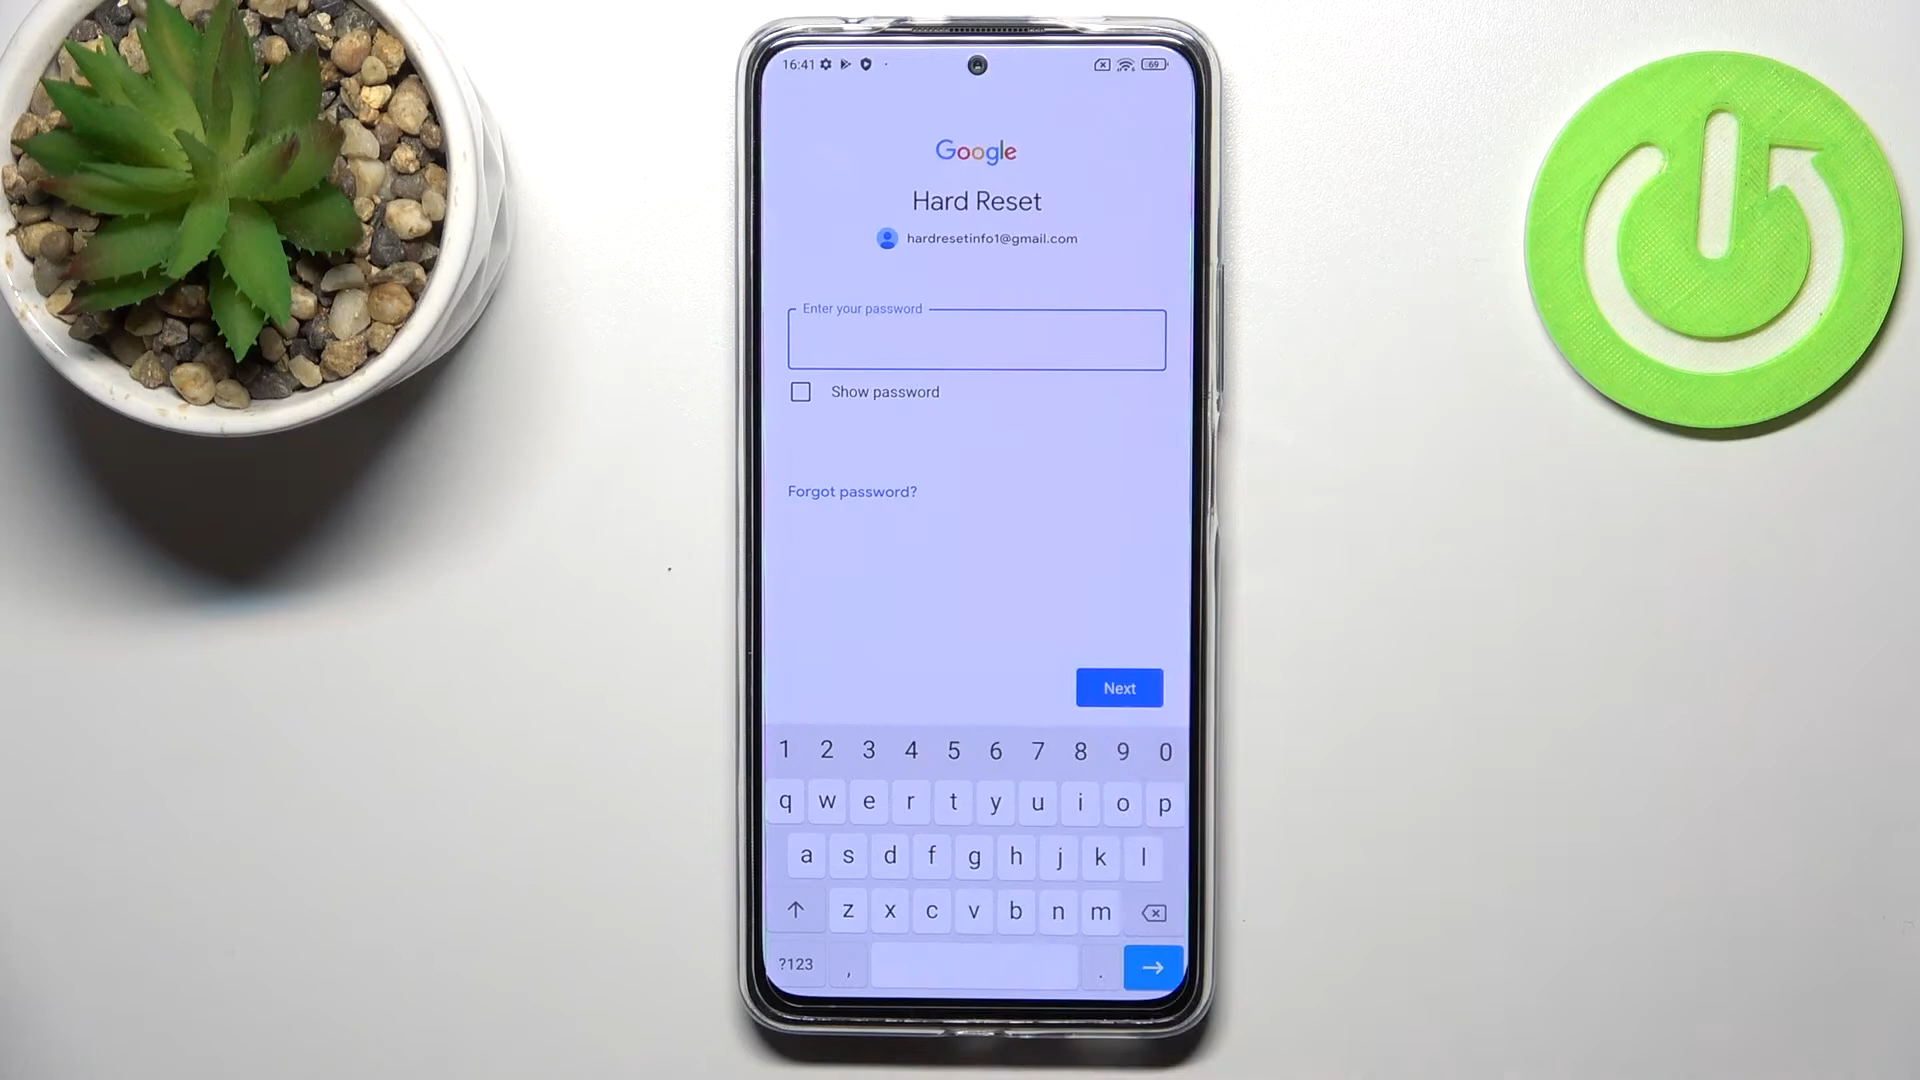 16:41 69
Google
Hard Reset
hardresetinfo1@gmail.com
Enter your password
Show password
Forgot password?
Next
1 2 3 4 5 6 7 8 9 0
q w e r t y u i o p
a s d f g h j k l
z x c v b n m
?123 , .